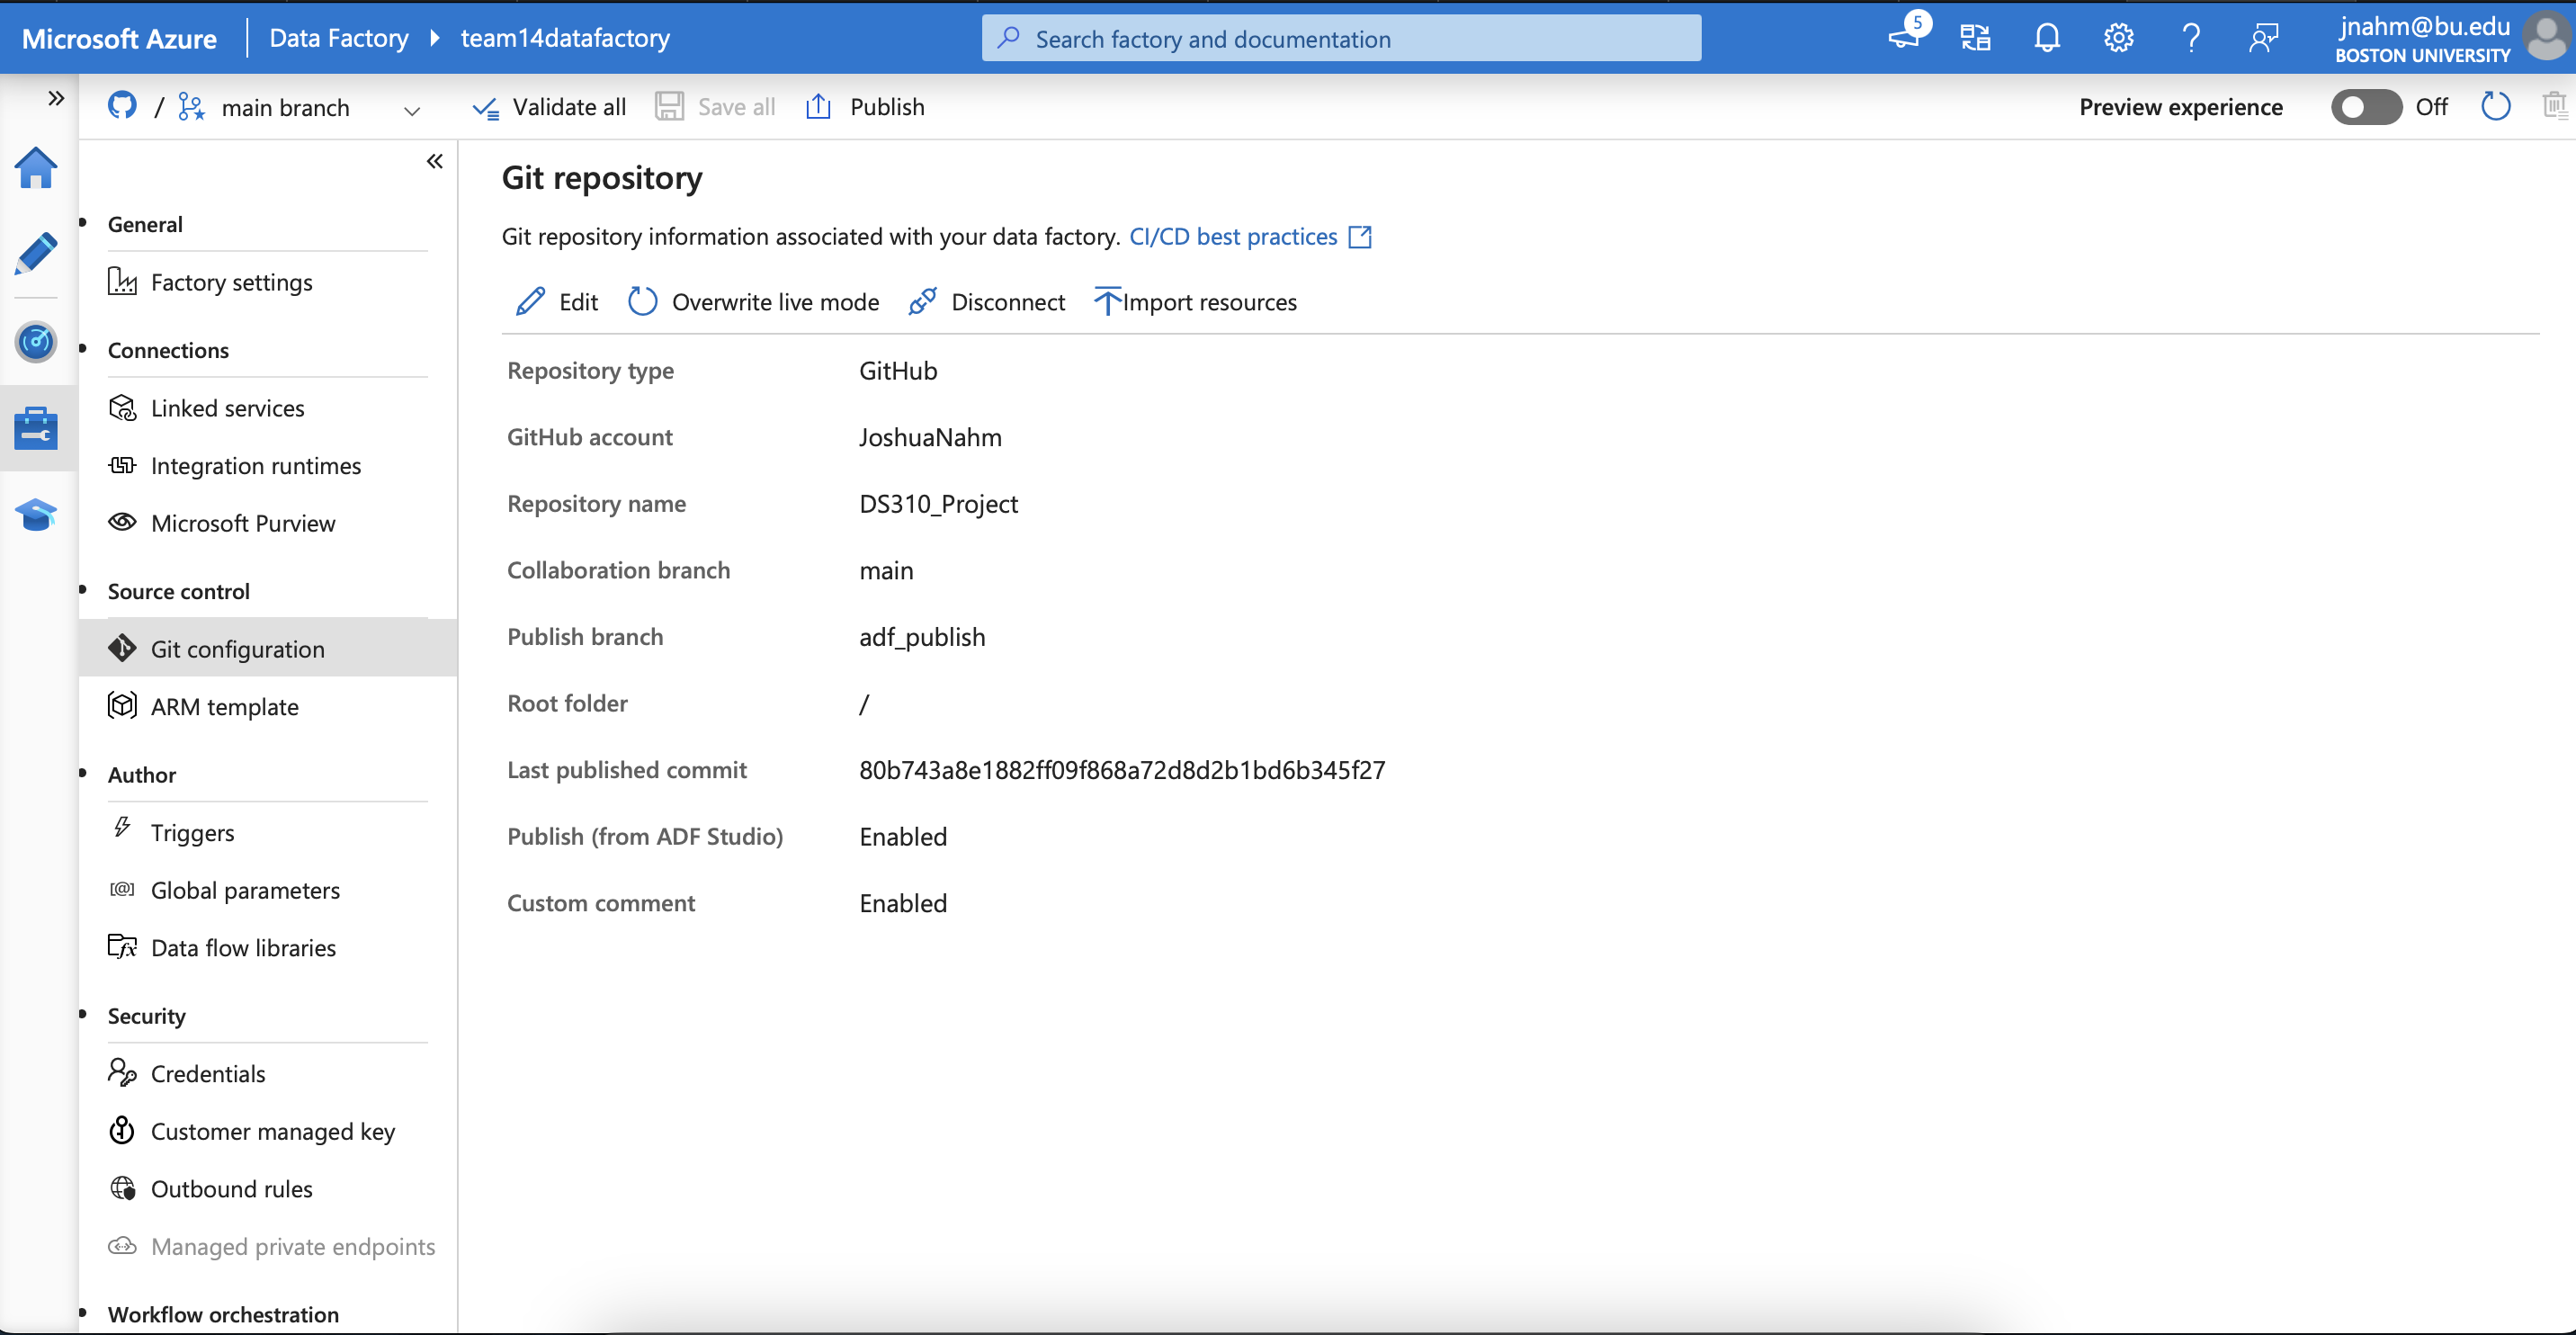 Microsoft Azure
Data Factory
team14datafactory
Search factory and documentation
5
jnahm@bu.edu
BOSTON UNIVERSITY
/
main branch
Validate all
Save all
Publish
Preview experience
Off
General
Factory settings
Connections
Linked services
Integration runtimes
Microsoft Purview
Source control
Git configuration
ARM template
Author
Triggers
Global parameters
Data flow libraries
Security
Credentials
Customer managed key
Outbound rules
Managed private endpoints
Workflow orchestration
Git repository
Git repository information associated with your data factory. CI/CD best practices
Edit
Overwrite live mode
Disconnect
Import resources
Repository type GitHub
GitHub account JoshuaNahm
Repository name DS310_Project
Collaboration branch main
Publish branch adf_publish
Root folder /
Last published commit 80b743a8e1882ff09f868a72d8d2b1bd6b345f27
Publish (from ADF Studio) Enabled
Custom comment Enabled